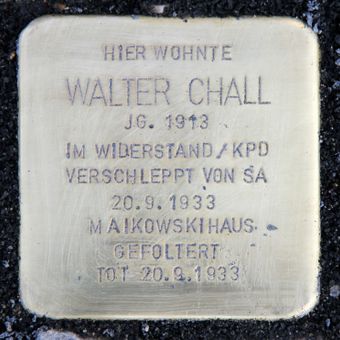 HIER WOHNTE
WALTER CHALL
JG. 1913
IM WIDERSTAND / KPD
VERSCHLEPPT VON SA
20.9.1933
MAIKOWSKIHAUS
GEFOLTERT
TOT 20.9.1933